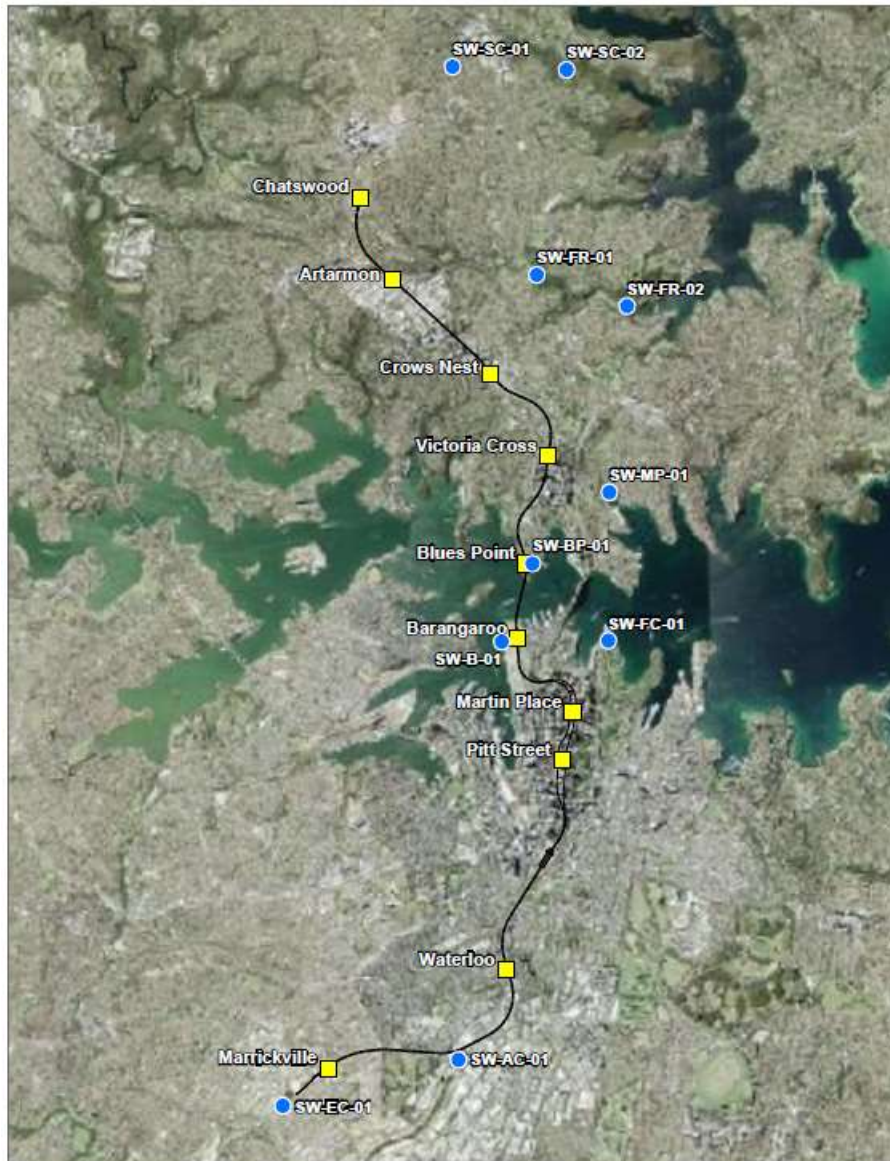 SW-SC-01
SW-SC-02
Chatswood
SW-FR-01
Artarmon
SW-FR-02
Crows Nest
Victoria Cross
SW-MP-01
Blues Point
SW-BP-01
Barangaroo
SW-FC-01
SW-B-01
Martin Place
Pitt Street
Waterloo
Marrickville
SW-AC-01
SW-EC-01